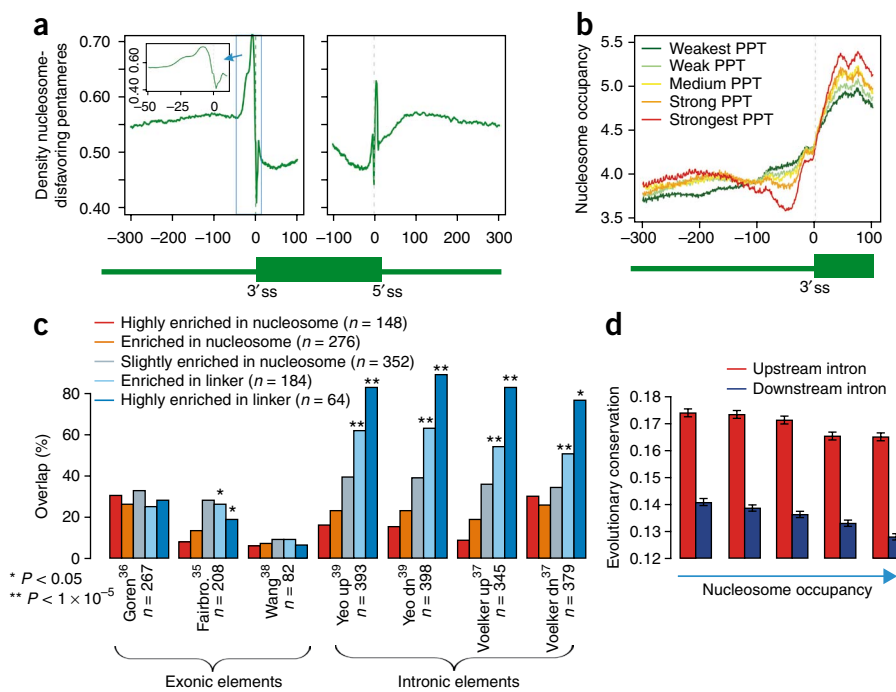 a
Density nucleosome-
disfavoring pentameres
0.70
0.60
0.50
0.40
0.60
0.40
−50 −25 0
−300 −200 −100 0 100
−100 0 100 200 300
3′ss 5′ss
b
Nucleosome occupancy
5.5
5.0
4.5
4.0
3.5
Weakest PPT
Weak PPT
Medium PPT
Strong PPT
Strongest PPT
−300 −200 −100 0 100
3′ss
c
Highly enriched in nucleosome (n = 148)
Enriched in nucleosome (n = 276)
Slightly enriched in nucleosome (n = 352)
Enriched in linker (n = 184)
Highly enriched in linker (n = 64)
Overlap (%)
80
60
40
20
0
* * ** ** ** ** ** ** ** *
* P < 0.05
** P < 1 × 10⁻⁵
Goren³⁶
n = 267
Fairbro.³⁵
n = 208
Wang³⁸
n = 82
Yeo up³⁹
n = 393
Yeo dn³⁹
n = 398
Voelker up³⁷
n = 345
Voelker dn³⁷
n = 379
Exonic elements Intronic elements
d
Upstream intron
Downstream intron
Evolutionary conservation
0.18
0.17
0.16
0.15
0.14
0.13
0.12
Nucleosome occupancy